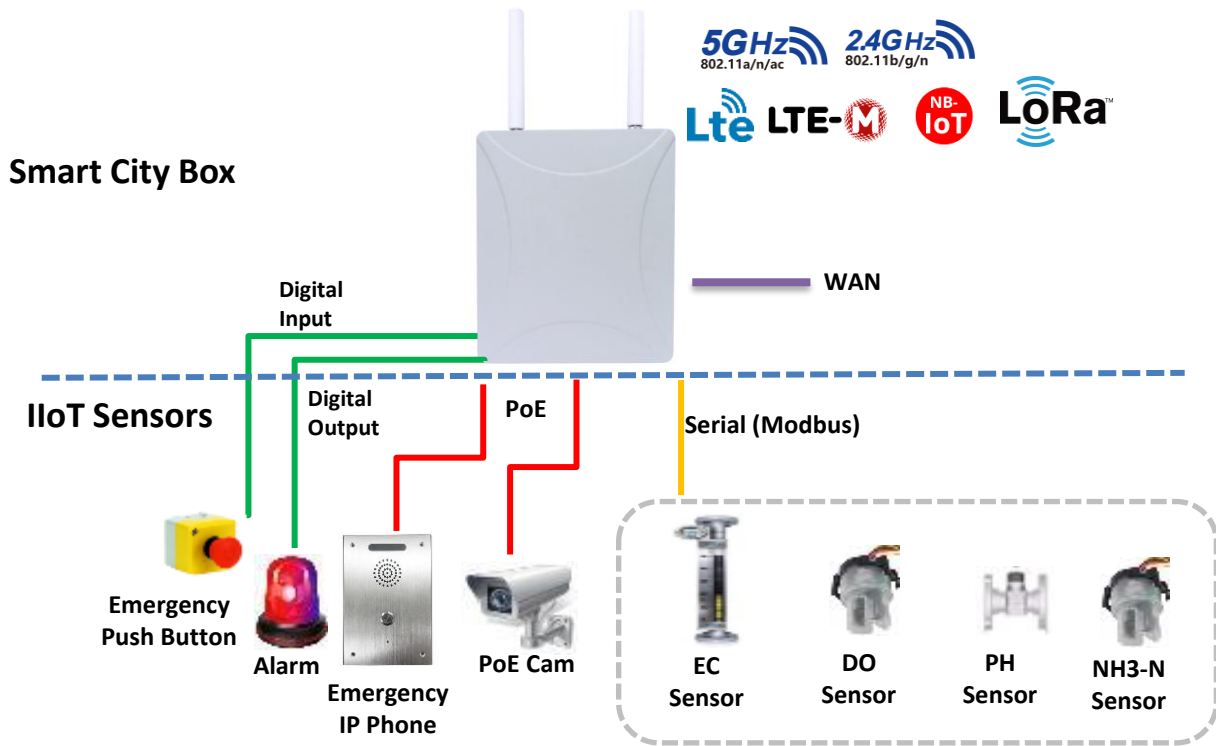 5GHz
802.11a/n/ac
2.4GHz
802.11b/g/n
Lte
LTE-M
NB-
IoT
LoRa™
Smart City Box
WAN
Digital
Input
IIoT Sensors
Digital
Output
PoE
Serial (Modbus)
Emergency
Push Button
Alarm
Emergency
IP Phone
PoE Cam
EC
Sensor
DO
Sensor
PH
Sensor
NH3-N
Sensor